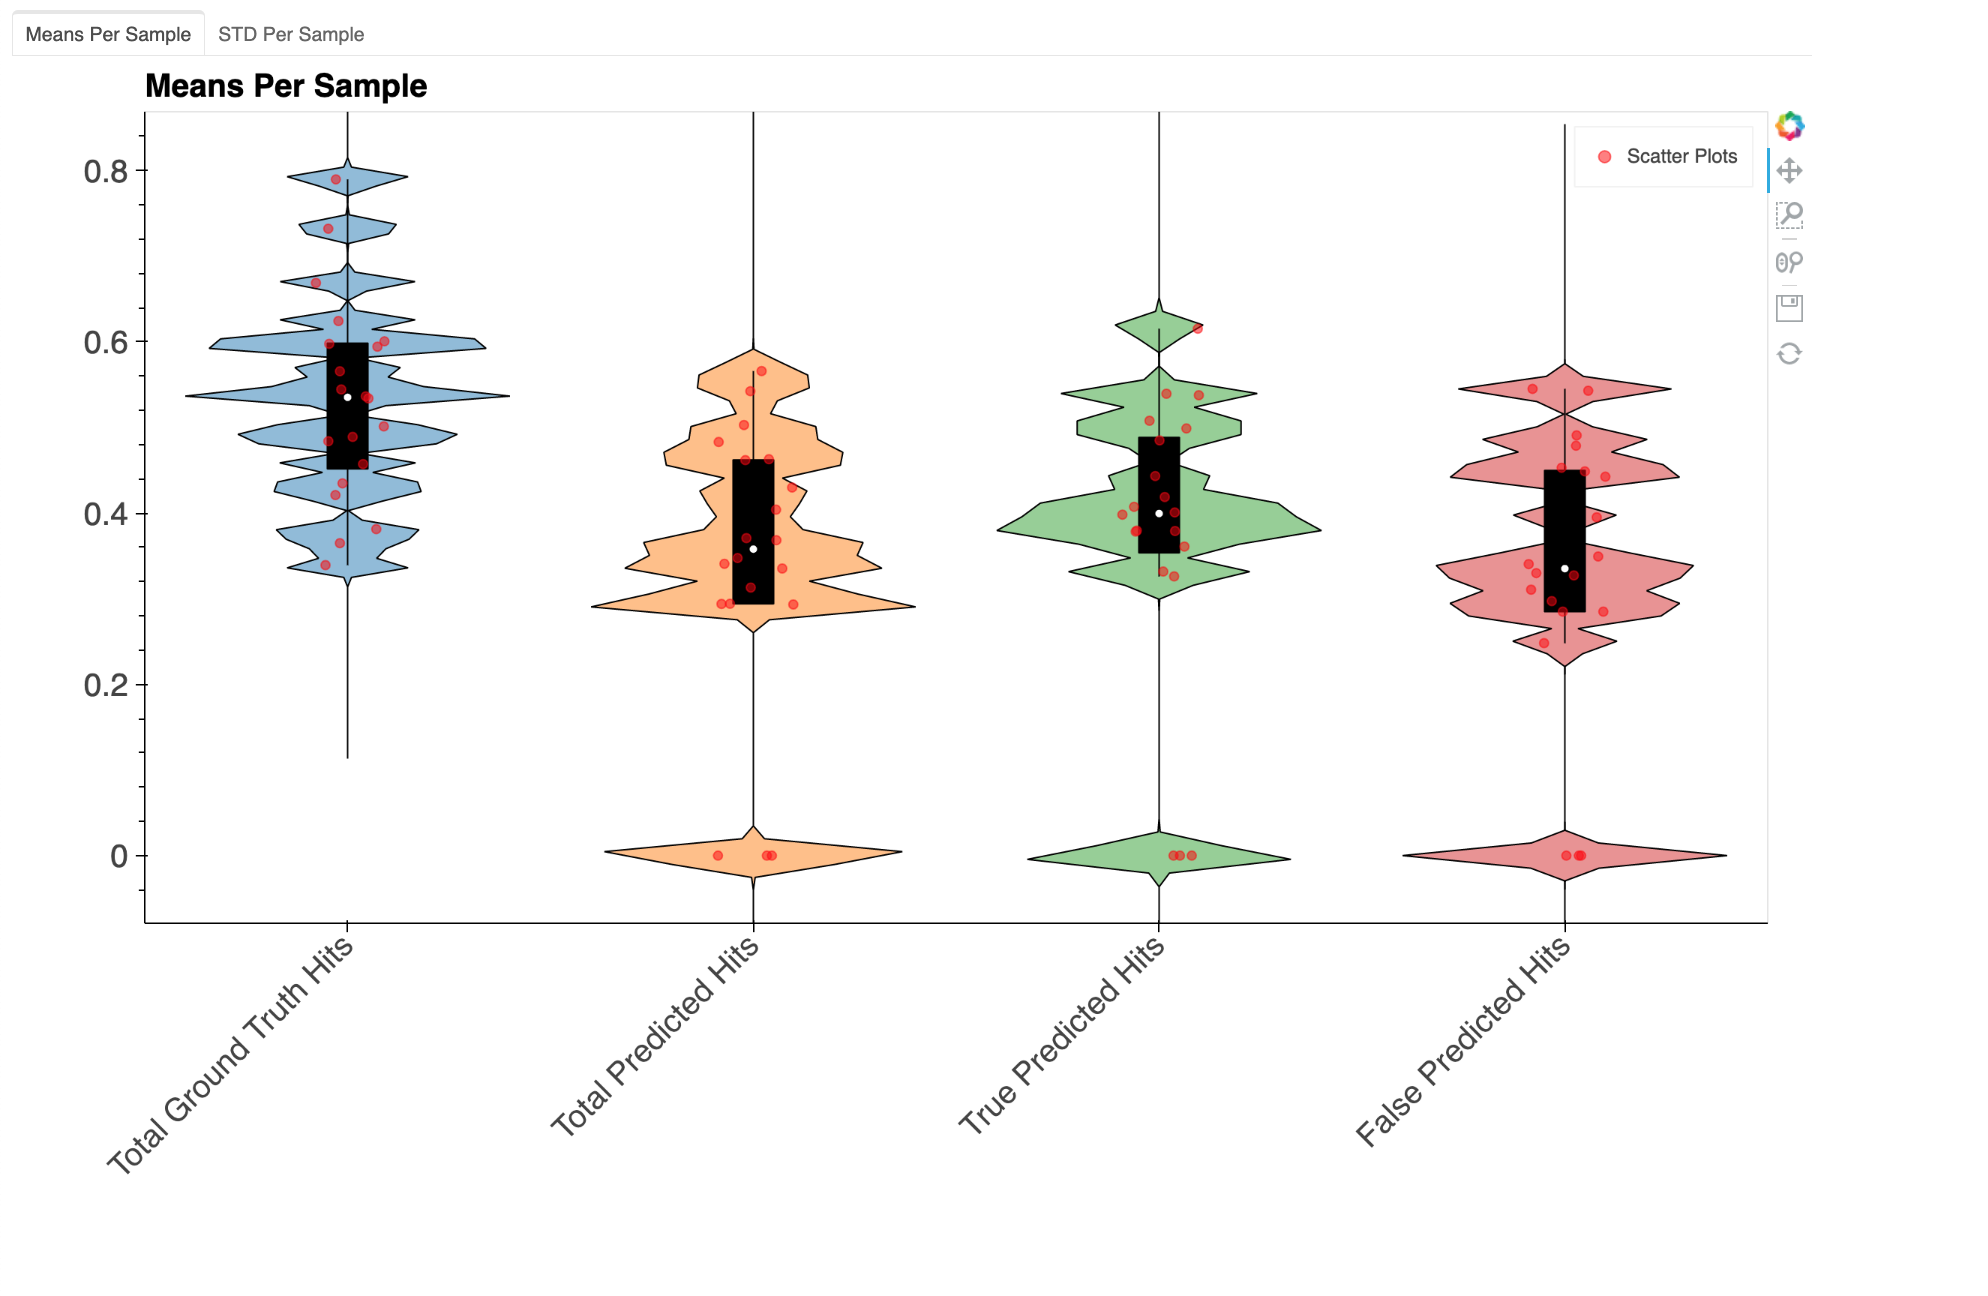 Means Per Sample STD Per Sample
Means Per Sample
Scatter Plots
0.8
0.6
0.4
0.2
0
Total Ground Truth Hits
Total Predicted Hits
True Predicted Hits
False Predicted Hits